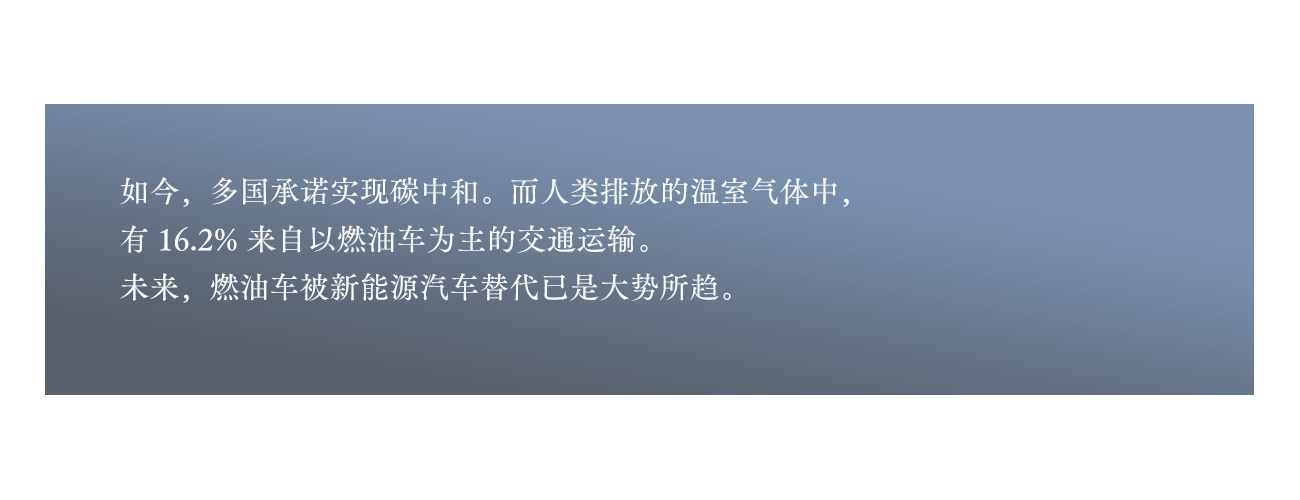 如今，多国承诺实现碳中和。而人类排放的温室气体中，
有 16.2% 来自以燃油车为主的交通运输。
未来，燃油车被新能源汽车替代已是大势所趋。